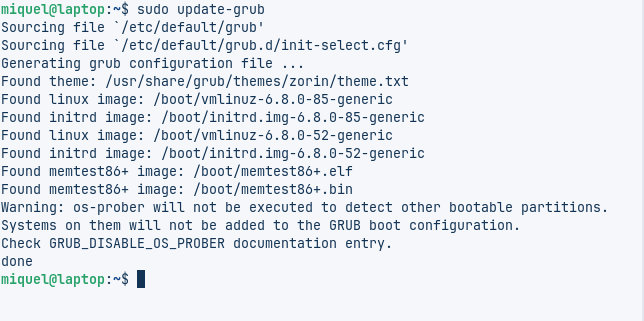 miquel@laptop:~$ sudo update-grub
Sourcing file `/etc/default/grub'
Sourcing file `/etc/default/grub.d/init-select.cfg'
Generating grub configuration file ...
Found theme: /usr/share/grub/themes/zorin/theme.txt
Found linux image: /boot/vmlinuz-6.8.0-85-generic
Found initrd image: /boot/initrd.img-6.8.0-85-generic
Found linux image: /boot/vmlinuz-6.8.0-52-generic
Found initrd image: /boot/initrd.img-6.8.0-52-generic
Found memtest86+ image: /boot/memtest86+.elf
Found memtest86+ image: /boot/memtest86+.bin
Warning: os-prober will not be executed to detect other bootable partitions.
Systems on them will not be added to the GRUB boot configuration.
Check GRUB_DISABLE_OS_PROBER documentation entry.
done
miquel@laptop:~$